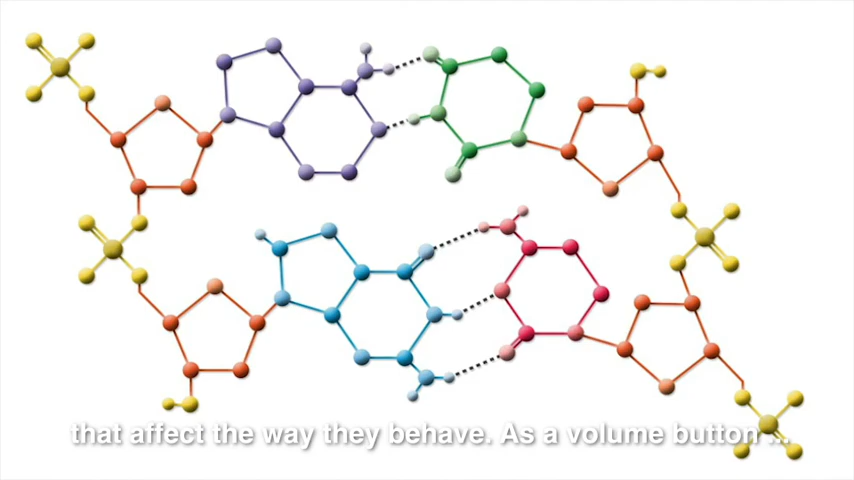 that affect the way they behave. As a volume button ...